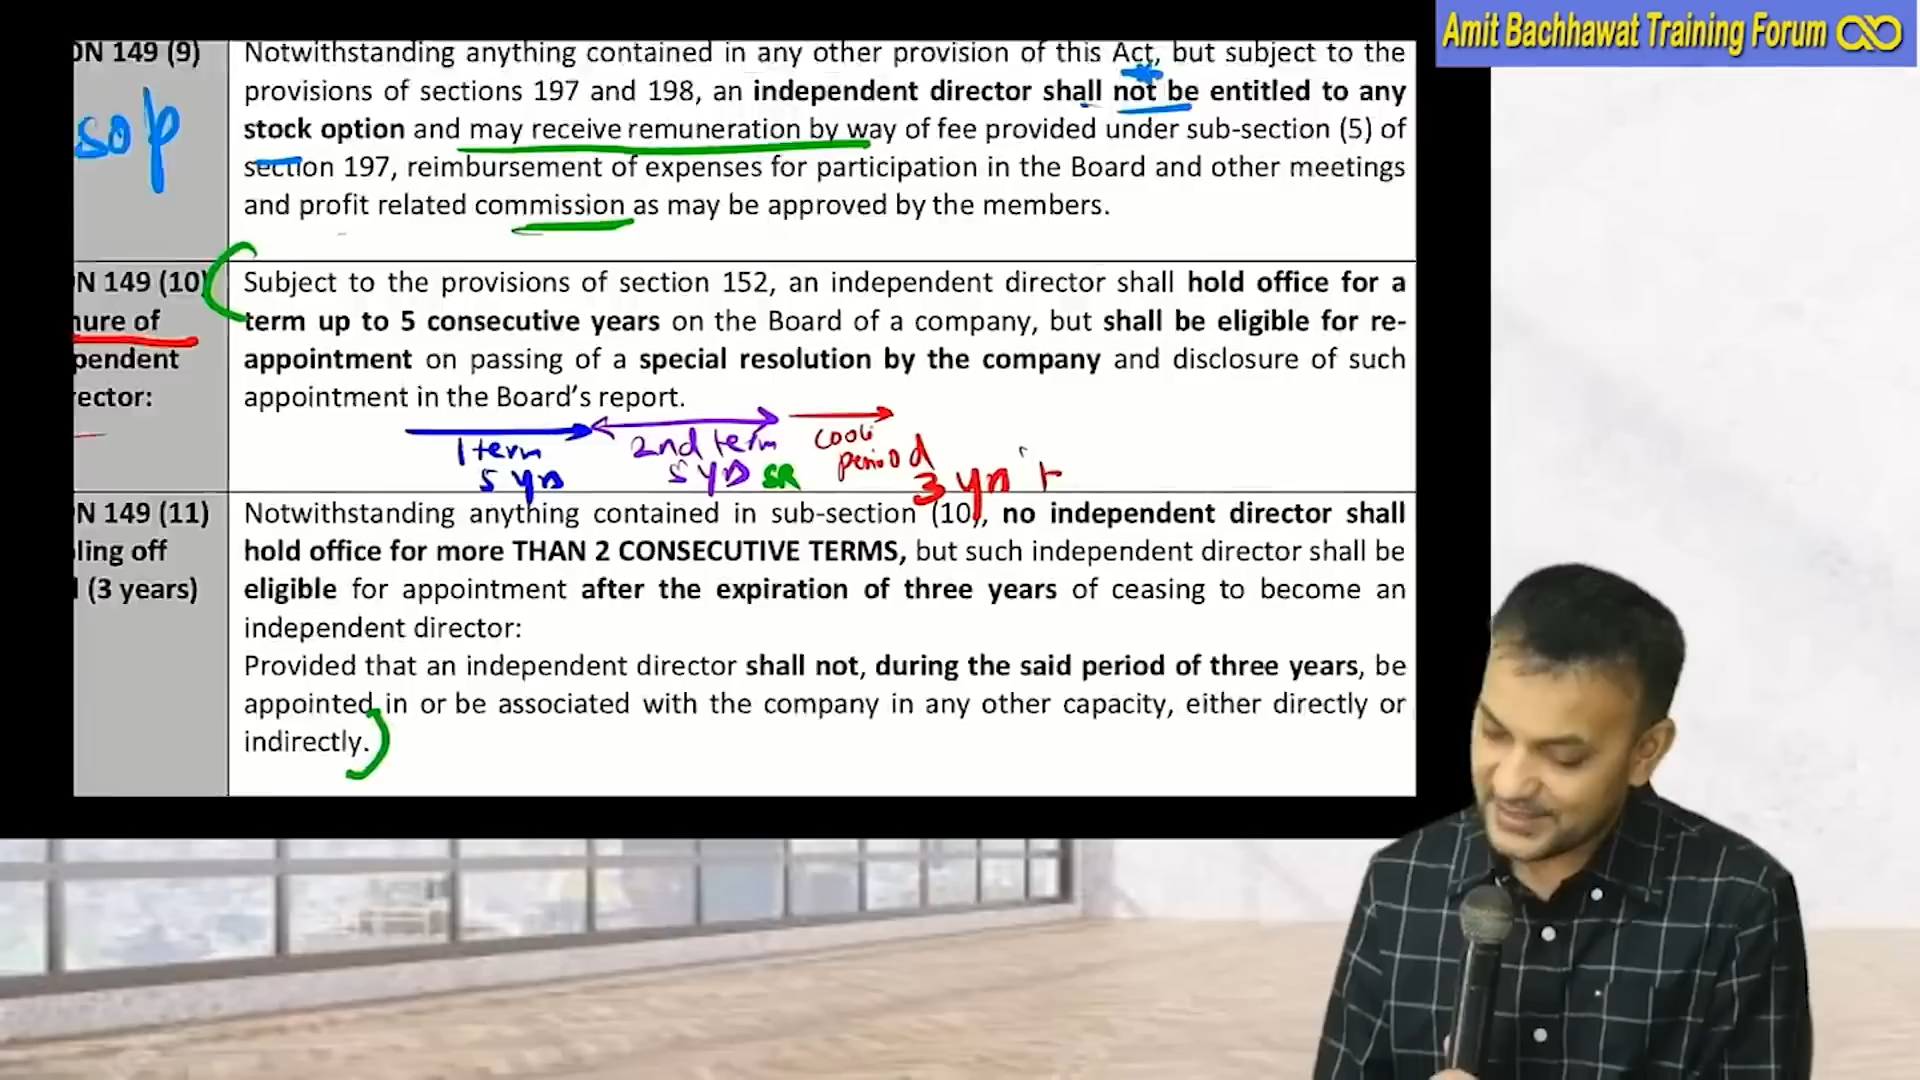 Amit Bachhawat Training Forum
ON 149 (9)
Notwithstanding anything contained in any other provision of this Act, but subject to the
provisions of sections 197 and 198, an independent director shall not be entitled to any
stock option and may receive remuneration by way of fee provided under sub-section (5) of
section 197, reimbursement of expenses for participation in the Board and other meetings
and profit related commission as may be approved by the members.
sop
N 149 (10)
nure of
pendent
ector:
Subject to the provisions of section 152, an independent director shall hold office for a
term up to 5 consecutive years on the Board of a company, but shall be eligible for re-
appointment on passing of a special resolution by the company and disclosure of such
appointment in the Board’s report.
1 term
5 yrs
2nd term
5 yrs SR
cooli
period
3 yr
N 149 (11)
ling off
(3 years)
Notwithstanding anything contained in sub-section (10), no independent director shall
hold office for more THAN 2 CONSECUTIVE TERMS, but such independent director shall be
eligible for appointment after the expiration of three years of ceasing to become an
independent director:
Provided that an independent director shall not, during the said period of three years, be
appointed in or be associated with the company in any other capacity, either directly or
indirectly.